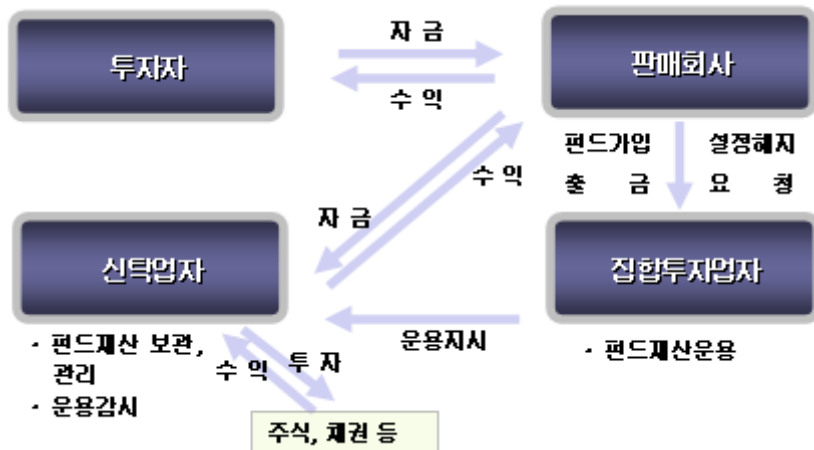 자 금
투자자
판매회사
수 익
펀드가입 설정해지
출 금 요 청
수 익
자 금
신탁업자
집합투자업자
운용지시
· 펀드재산 보관,
관리
· 운용감시
수 익
투 자
· 펀드재산운용
주식, 채권 등